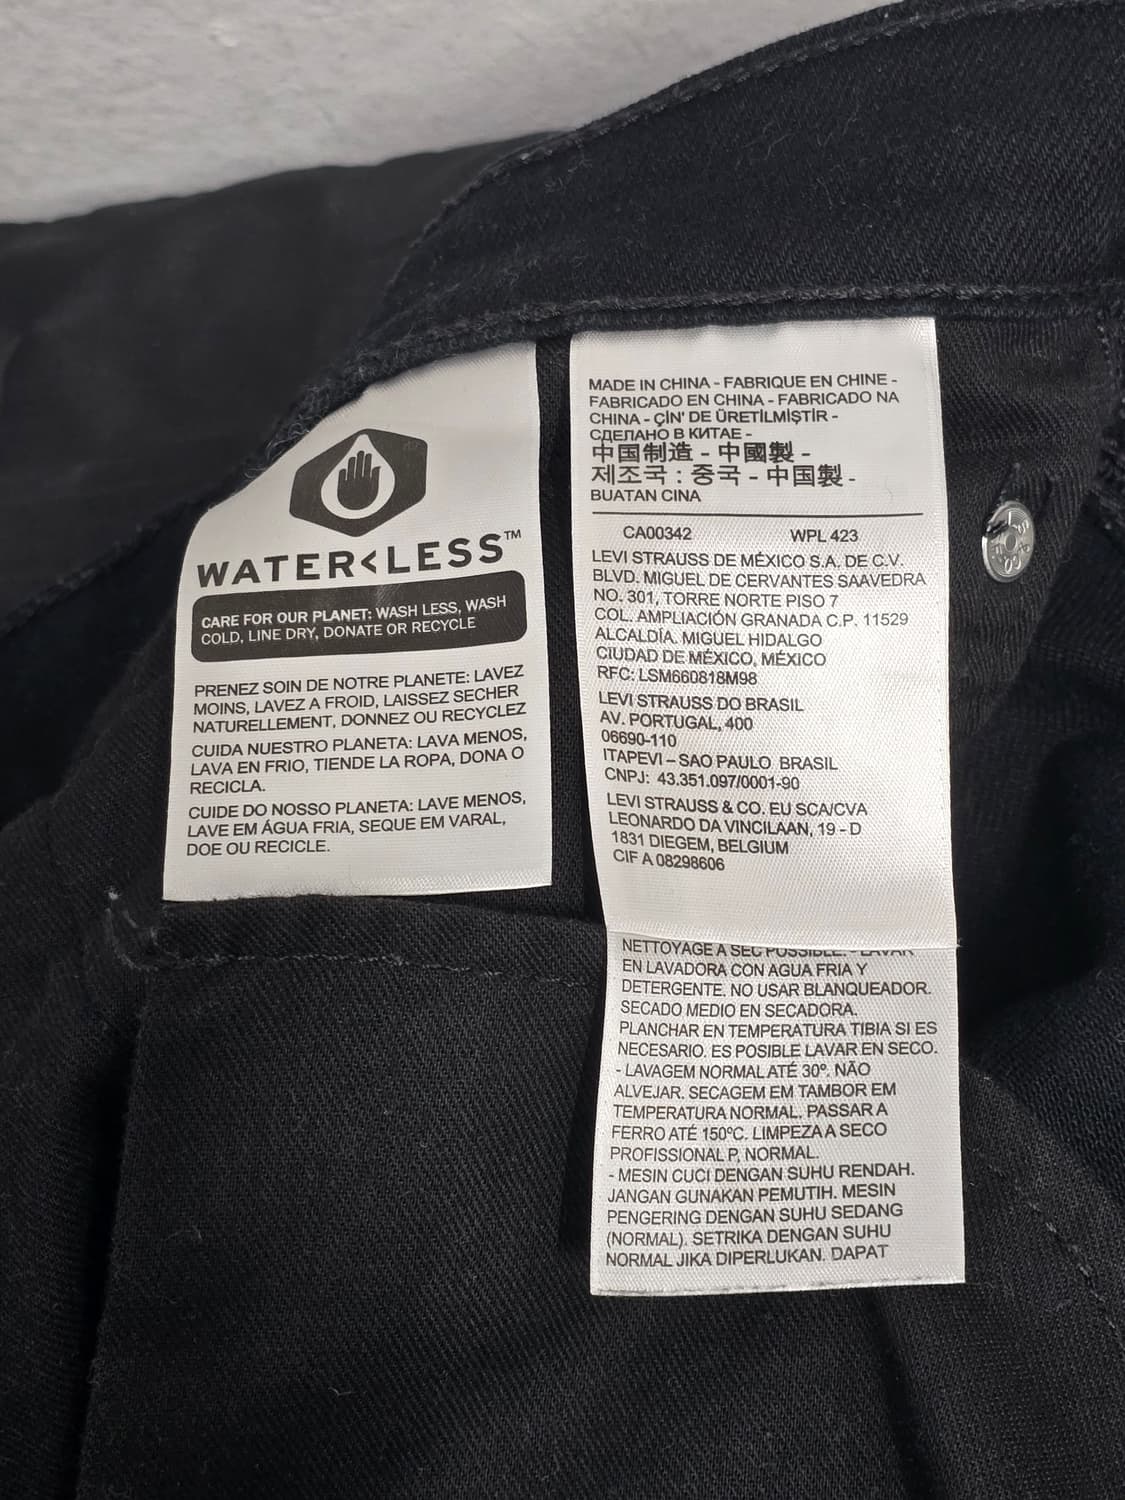 WATER<LESS™
CARE FOR OUR PLANET: WASH LESS, WASH
COLD, LINE DRY, DONATE OR RECYCLE
PRENEZ SOIN DE NOTRE PLANETE: LAVEZ
MOINS, LAVEZ A FROID, LAISSEZ SECHER
NATURELLEMENT, DONNEZ OU RECYCLEZ
CUIDA NUESTRO PLANETA: LAVA MENOS,
LAVA EN FRIO, TIENDE LA ROPA, DONA O
RECICLA.
CUIDE DO NOSSO PLANETA: LAVE MENOS,
LAVE EM ÁGUA FRIA, SEQUE EM VARAL,
DOE OU RECICLE.
MADE IN CHINA - FABRIQUE EN CHINE -
FABRICADO EN CHINA - FABRICADO NA
CHINA - ÇİN' DE ÜRETİLMİŞTİR -
СДЕЛАНО В КИТАЕ -
中国制造 - 中國製 -
제조국 : 중국 - 中国製 -
BUATAN CINA
CA00342 WPL 423
LEVI STRAUSS DE MÉXICO S.A. DE C.V.
BLVD. MIGUEL DE CERVANTES SAAVEDRA
NO. 301, TORRE NORTE PISO 7
COL. AMPLIACIÓN GRANADA C.P. 11529
ALCALDÍA. MIGUEL HIDALGO
CIUDAD DE MÉXICO, MÉXICO
RFC: LSM660818M98
LEVI STRAUSS DO BRASIL
AV. PORTUGAL, 400
06690-110
ITAPEVI – SAO PAULO BRASIL
CNPJ: 43.351.097/0001-90
LEVI STRAUSS & CO. EU SCA/CVA
LEONARDO DA VINCILAAN, 19 - D
1831 DIEGEM, BELGIUM
CIF A 08298606
NETTOYAGE A SEC POSSIBLE. - LAVAR
EN LAVADORA CON AGUA FRIA Y
DETERGENTE. NO USAR BLANQUEADOR.
SECADO MEDIO EN SECADORA.
PLANCHAR EN TEMPERATURA TIBIA SI ES
NECESARIO. ES POSIBLE LAVAR EN SECO.
- LAVAGEM NORMAL ATÉ 30º. NÃO
ALVEJAR. SECAGEM EM TAMBOR EM
TEMPERATURA NORMAL. PASSAR A
FERRO ATÉ 150ºC. LIMPEZA A SECO
PROFISSIONAL P, NORMAL.
- MESIN CUCI DENGAN SUHU RENDAH.
JANGAN GUNAKAN PEMUTIH. MESIN
PENGERING DENGAN SUHU SEDANG
(NORMAL). SETRIKA DENGAN SUHU
NORMAL JIKA DIPERLUKAN. DAPAT